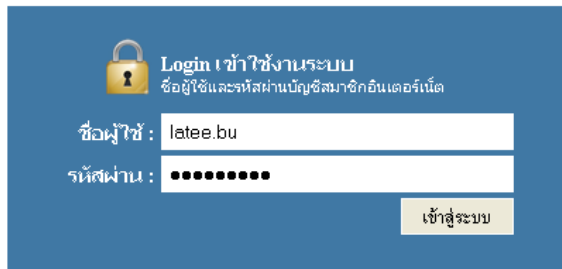 Login เข้าใช้งานระบบ
ชื่อผู้ใช้และรหัสผ่านบัญชีสมาชิกอินเตอร์เน็ต
ชื่อผู้ใช้ : latee.bu
รหัสผ่าน : ●●●●●●●●●
เข้าสู่ระบบ